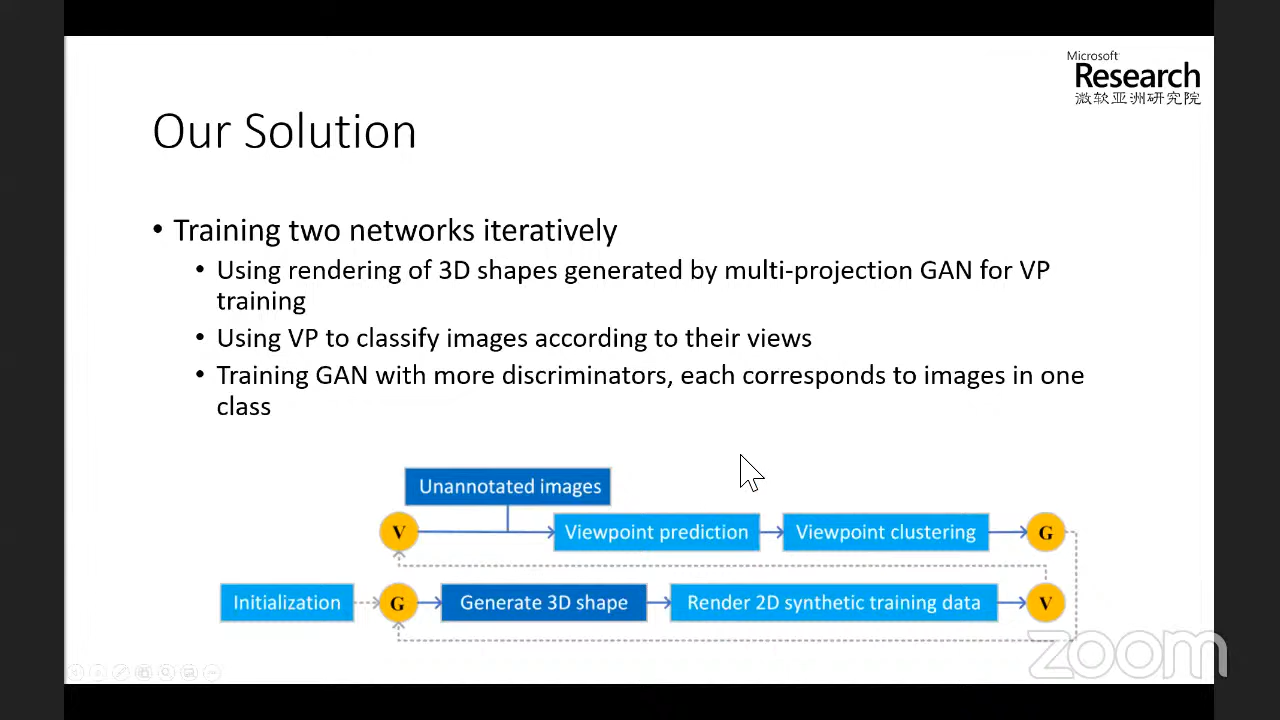 Microsoft
Research
微软亚洲研究院
Our Solution
• Training two networks iteratively
• Using rendering of 3D shapes generated by multi-projection GAN for VP
training
• Using VP to classify images according to their views
• Training GAN with more discriminators, each corresponds to images in one
class
Unannotated images
V
Viewpoint prediction
Viewpoint clustering
G
Initialization
G
Generate 3D shape
Render 2D synthetic training data
V
zoom